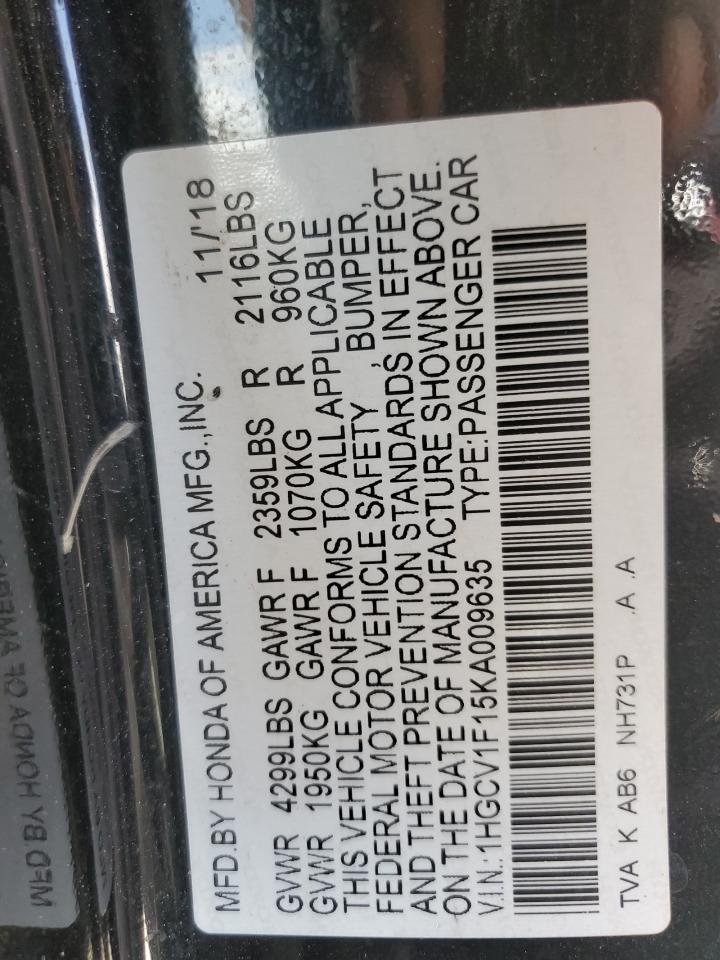 MFD.BY HONDA OF AMERICA MFG.,INC. 11/'18
GVWR 4299LBS GAWR F 2359LBS R 2116LBS
GVWR 1950KG GAWR F 1070KG R 960KG
THIS VEHICLE CONFORMS TO ALL APPLICABLE
FEDERAL MOTOR VEHICLE SAFETY , BUMPER,
AND THEFT PREVENTION STANDARDS IN EFFECT
ON THE DATE OF MANUFACTURE SHOWN ABOVE.
V.I.N.:1HGCV1F15KA009635 TYPE:PASSENGER CAR
TVA K AB6 NH731P .A .A
MFD.BY HONDA OF AMERICA